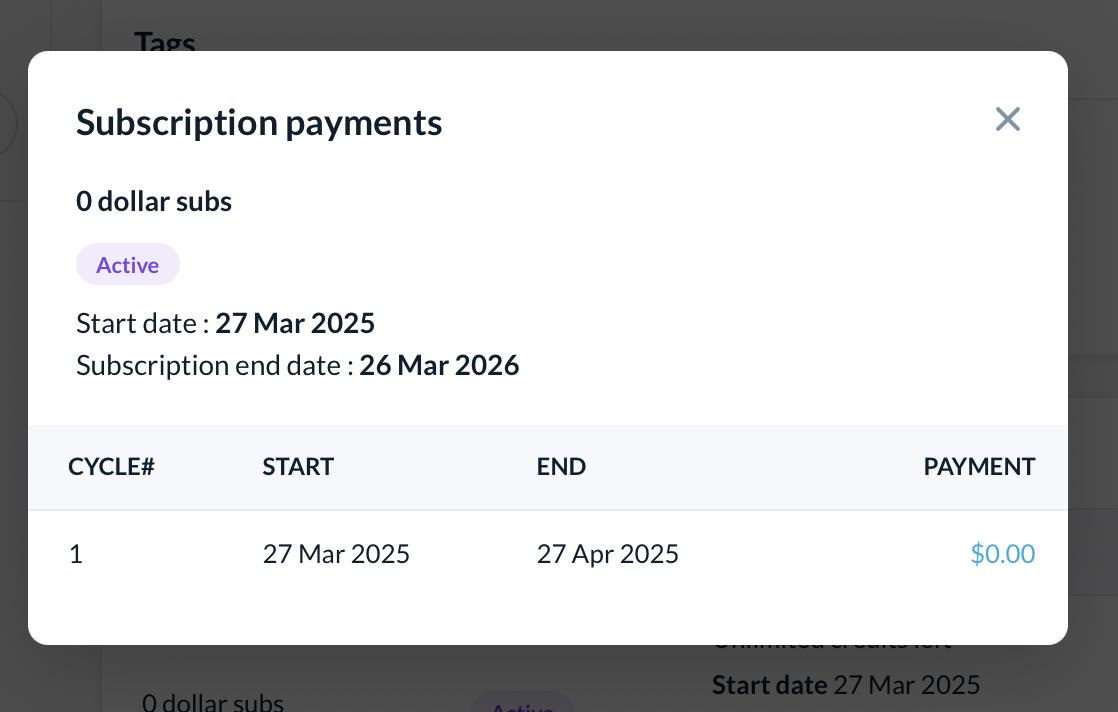 Tags
Subscription payments
0 dollar subs
Active
Start date : 27 Mar 2025
Subscription end date : 26 Mar 2026
CYCLE# START END PAYMENT
1 27 Mar 2025 27 Apr 2025 $0.00
Unlimited credits left
Start date 27 Mar 2025
0 dollar subs Active